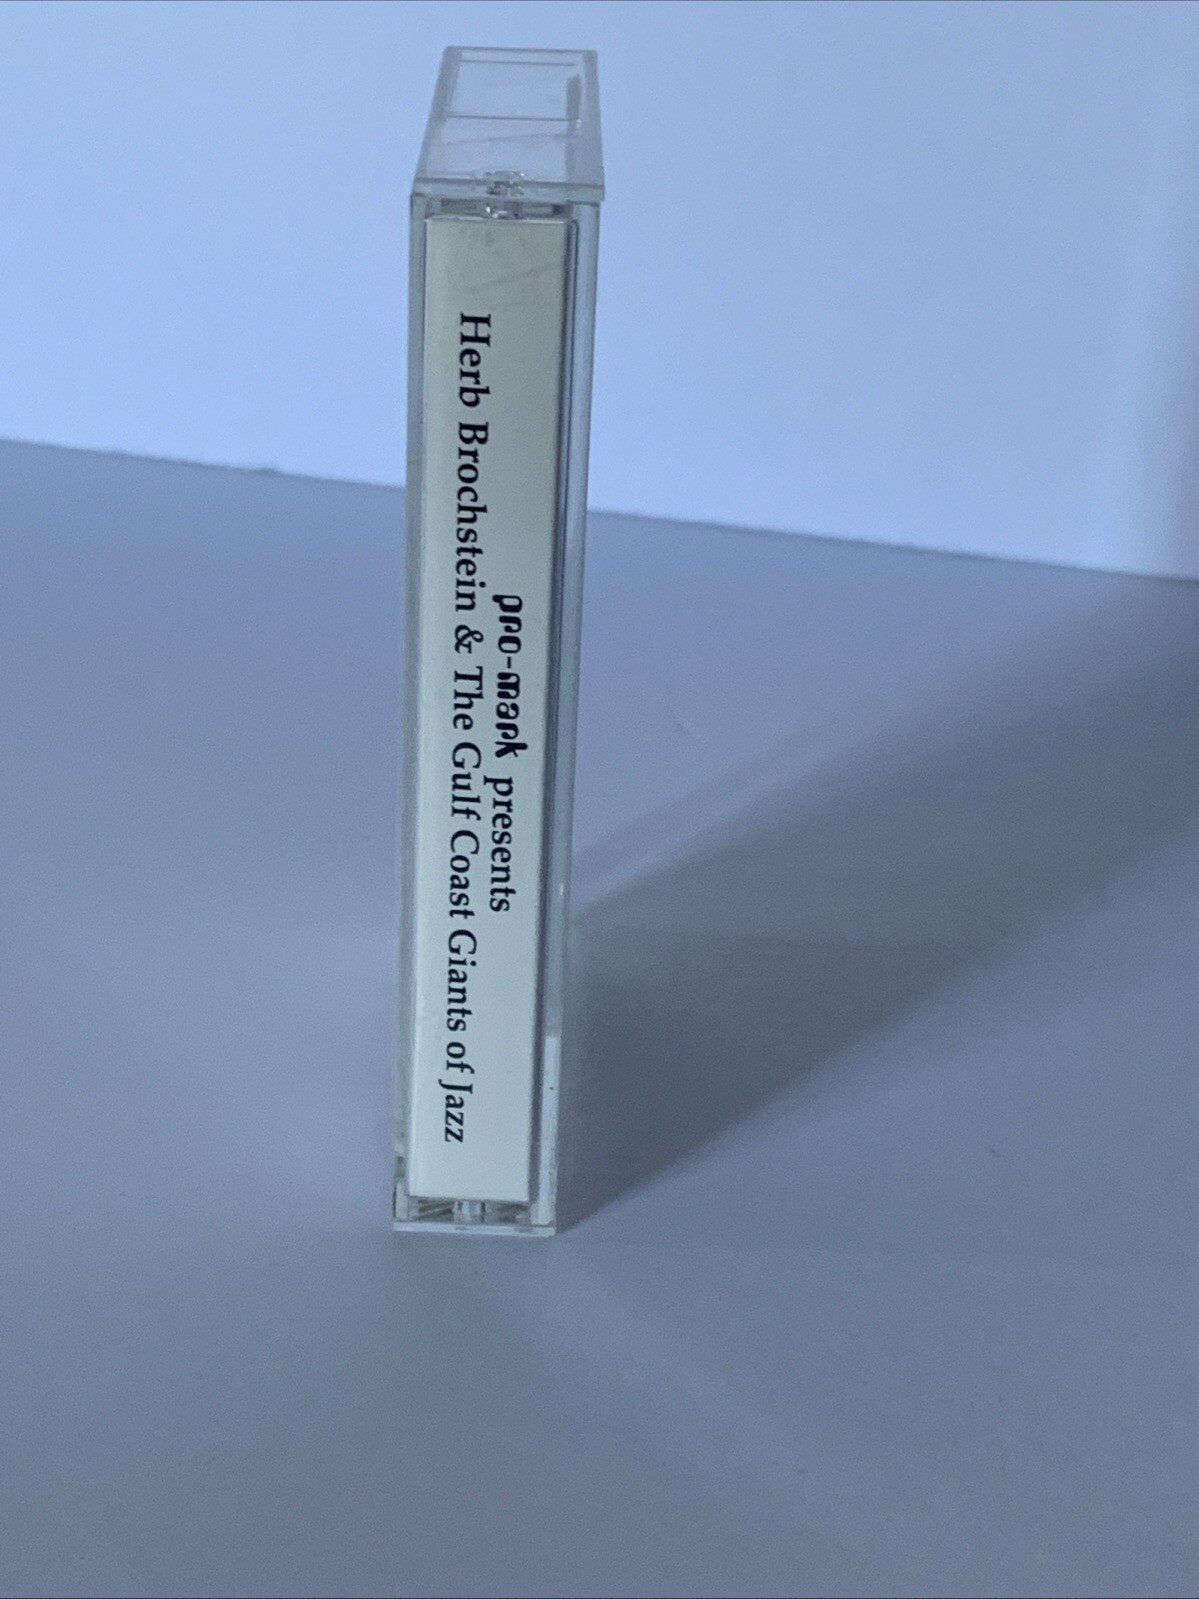 pro-mark presents
Herb Brochstein & The Gulf Coast Giants of Jazz